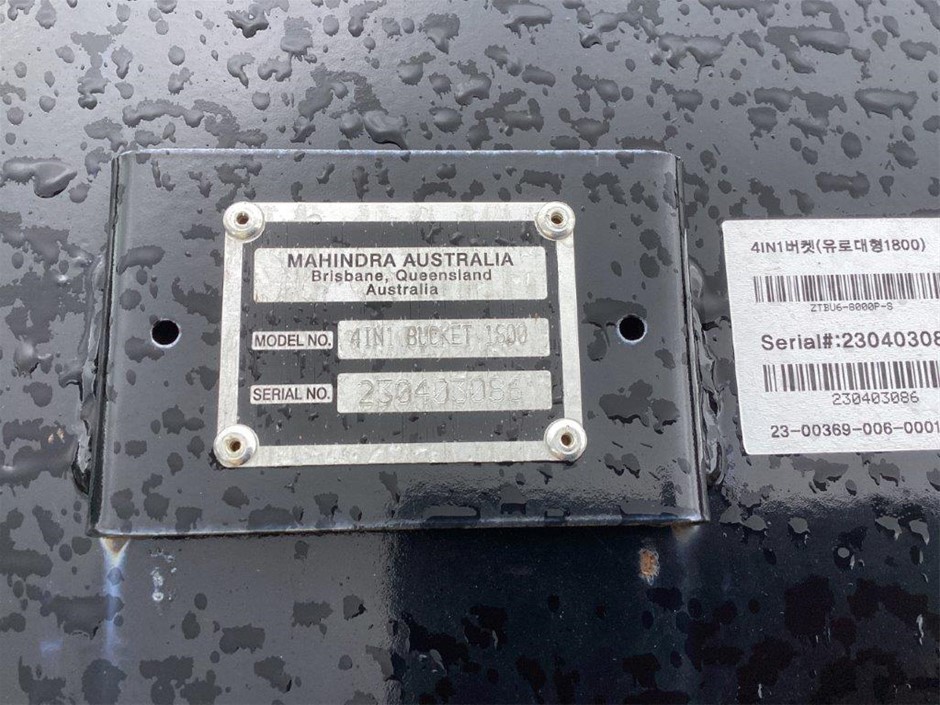 MAHINDRA AUSTRALIA
Brisbane, Queensland
Australia
MODEL NO. 4IN1 BUCKET 1800
SERIAL NO. 230403086
4IN1버켓(유로대형1800)
ZTBU6-8000P-S
Serial#:23040308
230403086
23-00369-006-0001